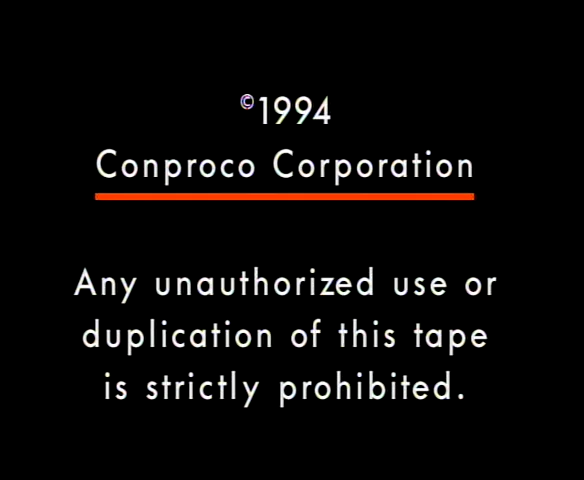 ©1994
Conproco Corporation
Any unauthorized use or
duplication of this tape
is strictly prohibited.